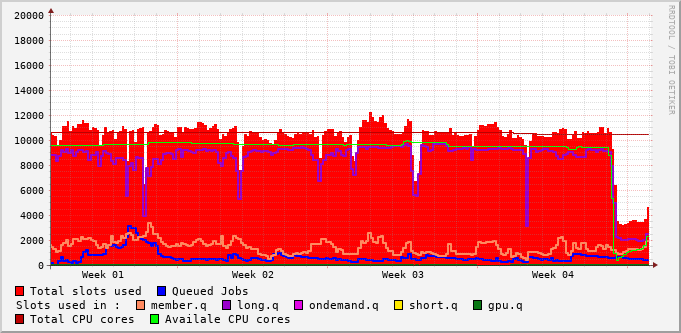 RRDTOOL / TOBI OETIKER
20000
18000
16000
14000
12000
10000
8000
6000
4000
2000
0
Week 01 Week 02 Week 03 Week 04
Total slots used Queued Jobs
Slots used in : member.q long.q ondemand.q short.q gpu.q
Total CPU cores Availale CPU cores